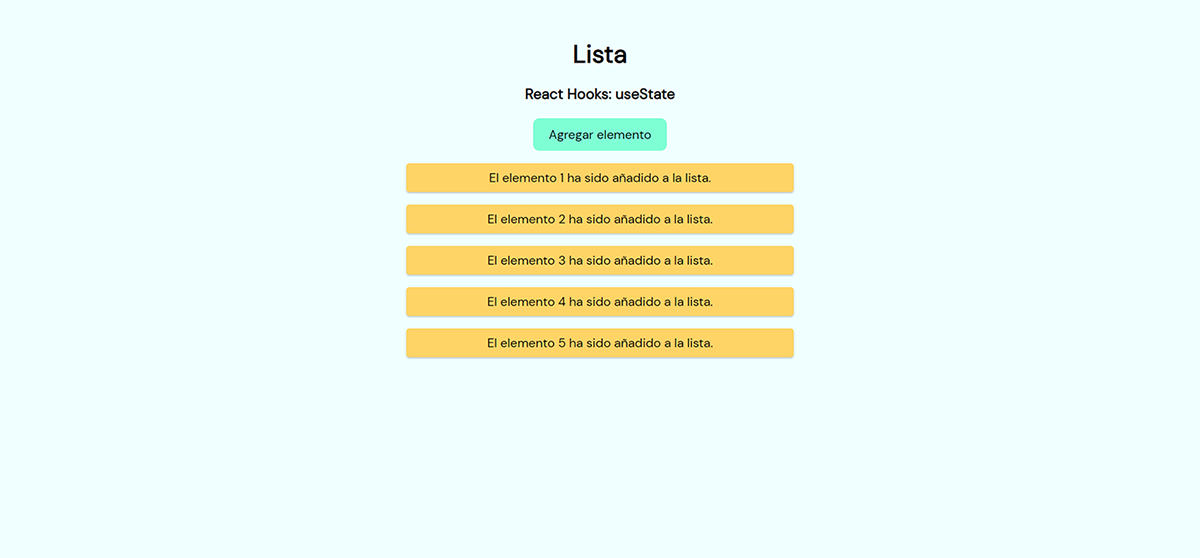 Lista
React Hooks: useState
Agregar elemento
El elemento 1 ha sido añadido a la lista.
El elemento 2 ha sido añadido a la lista.
El elemento 3 ha sido añadido a la lista.
El elemento 4 ha sido añadido a la lista.
El elemento 5 ha sido añadido a la lista.